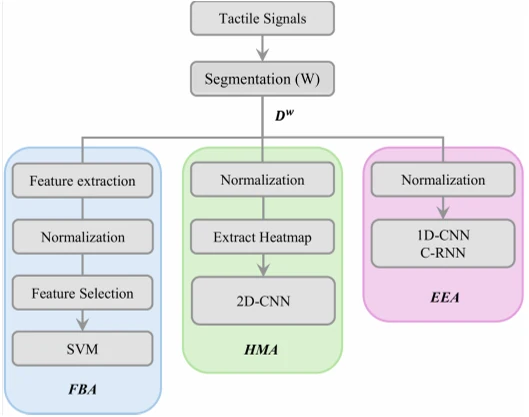 Tactile Signals
Segmentation (W)
Dᵂ
Feature extraction
Normalization
Feature Selection
SVM
FBA
Normalization
Extract Heatmap
2D-CNN
HMA
Normalization
1D-CNN
C-RNN
EEA